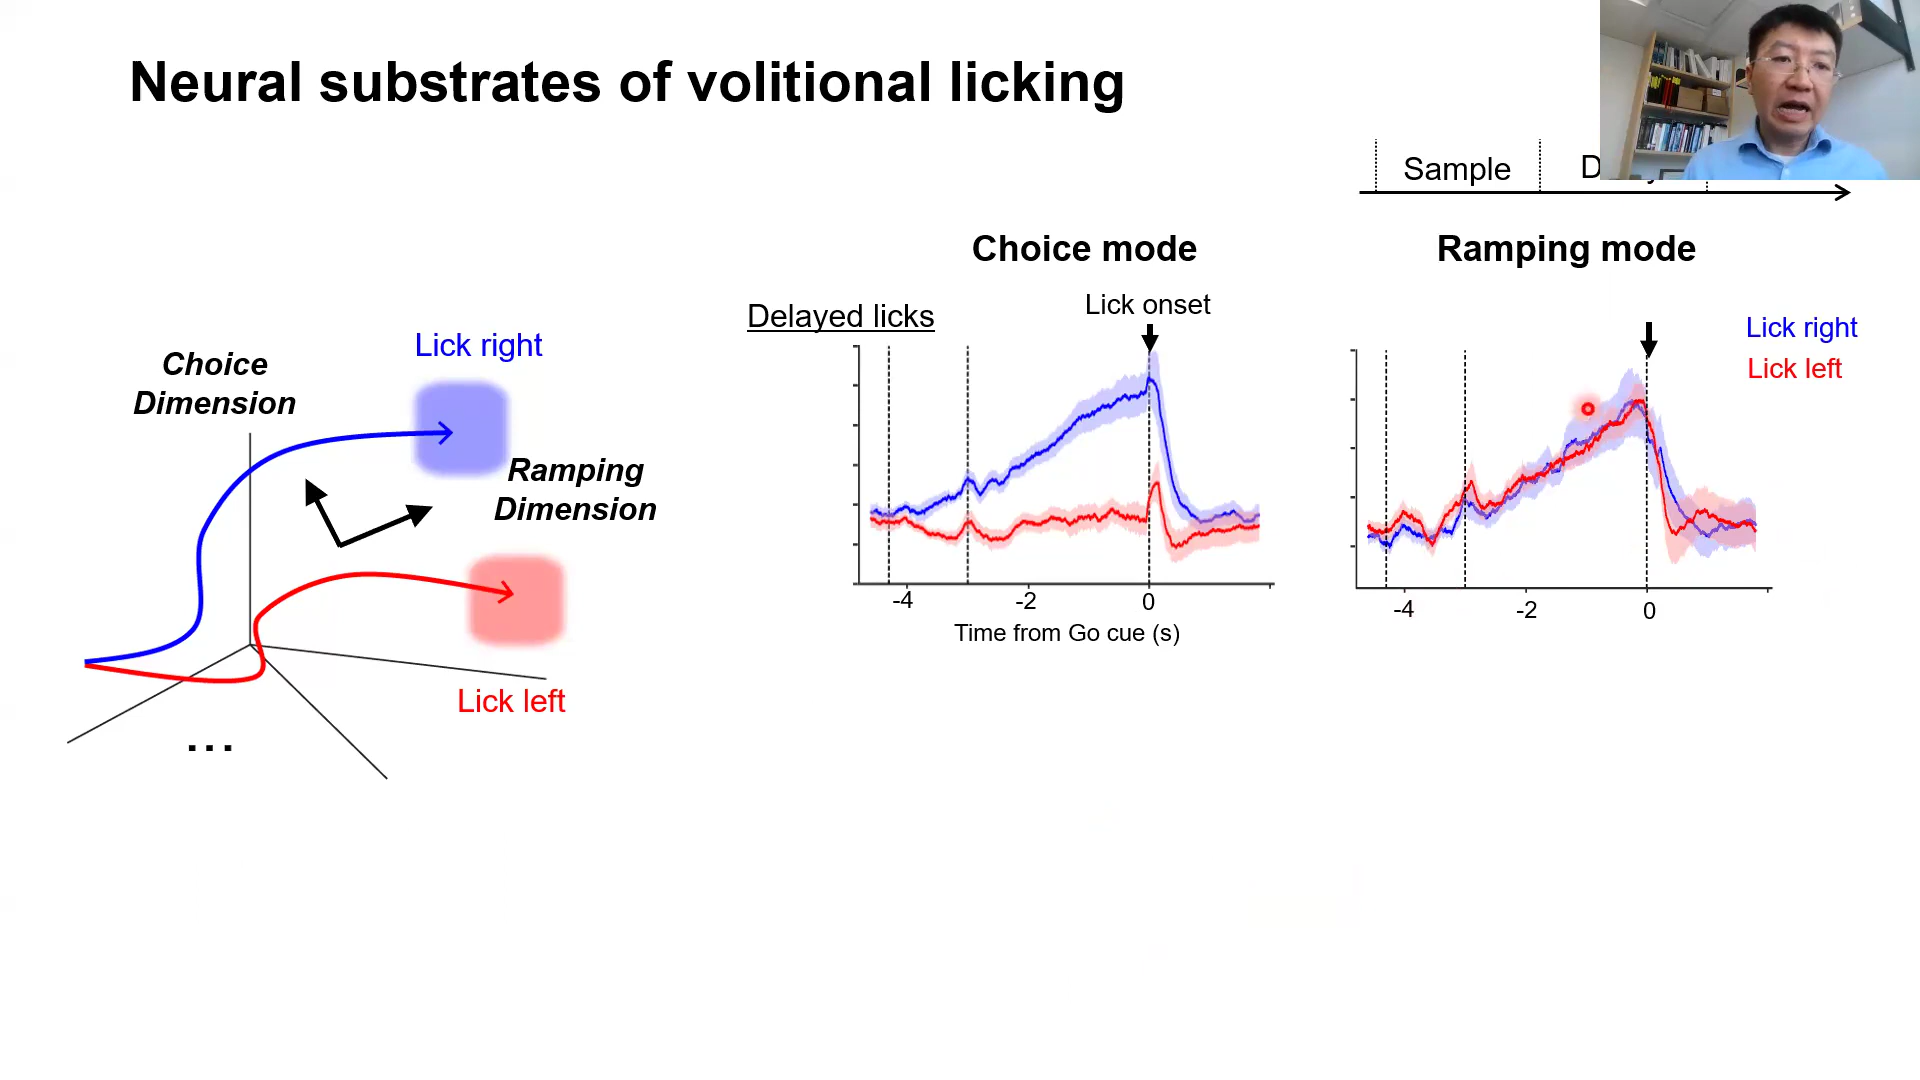 Neural substrates of volitional licking
Sample
Choice mode
Ramping mode
Delayed licks
Lick onset
Lick right
Lick left
Choice
Dimension
Lick right
Ramping
Dimension
Lick left
...
-4
-2
0
Time from Go cue (s)
-4
-2
0